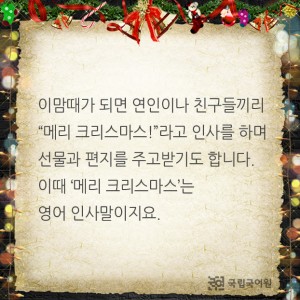 이맘때가 되면 연인이나 친구들끼리
“메리 크리스마스!”라고 인사를 하며
선물과 편지를 주고받기도 합니다.
이때 ‘메리 크리스마스’는
영어 인사말이지요.
국립국어원